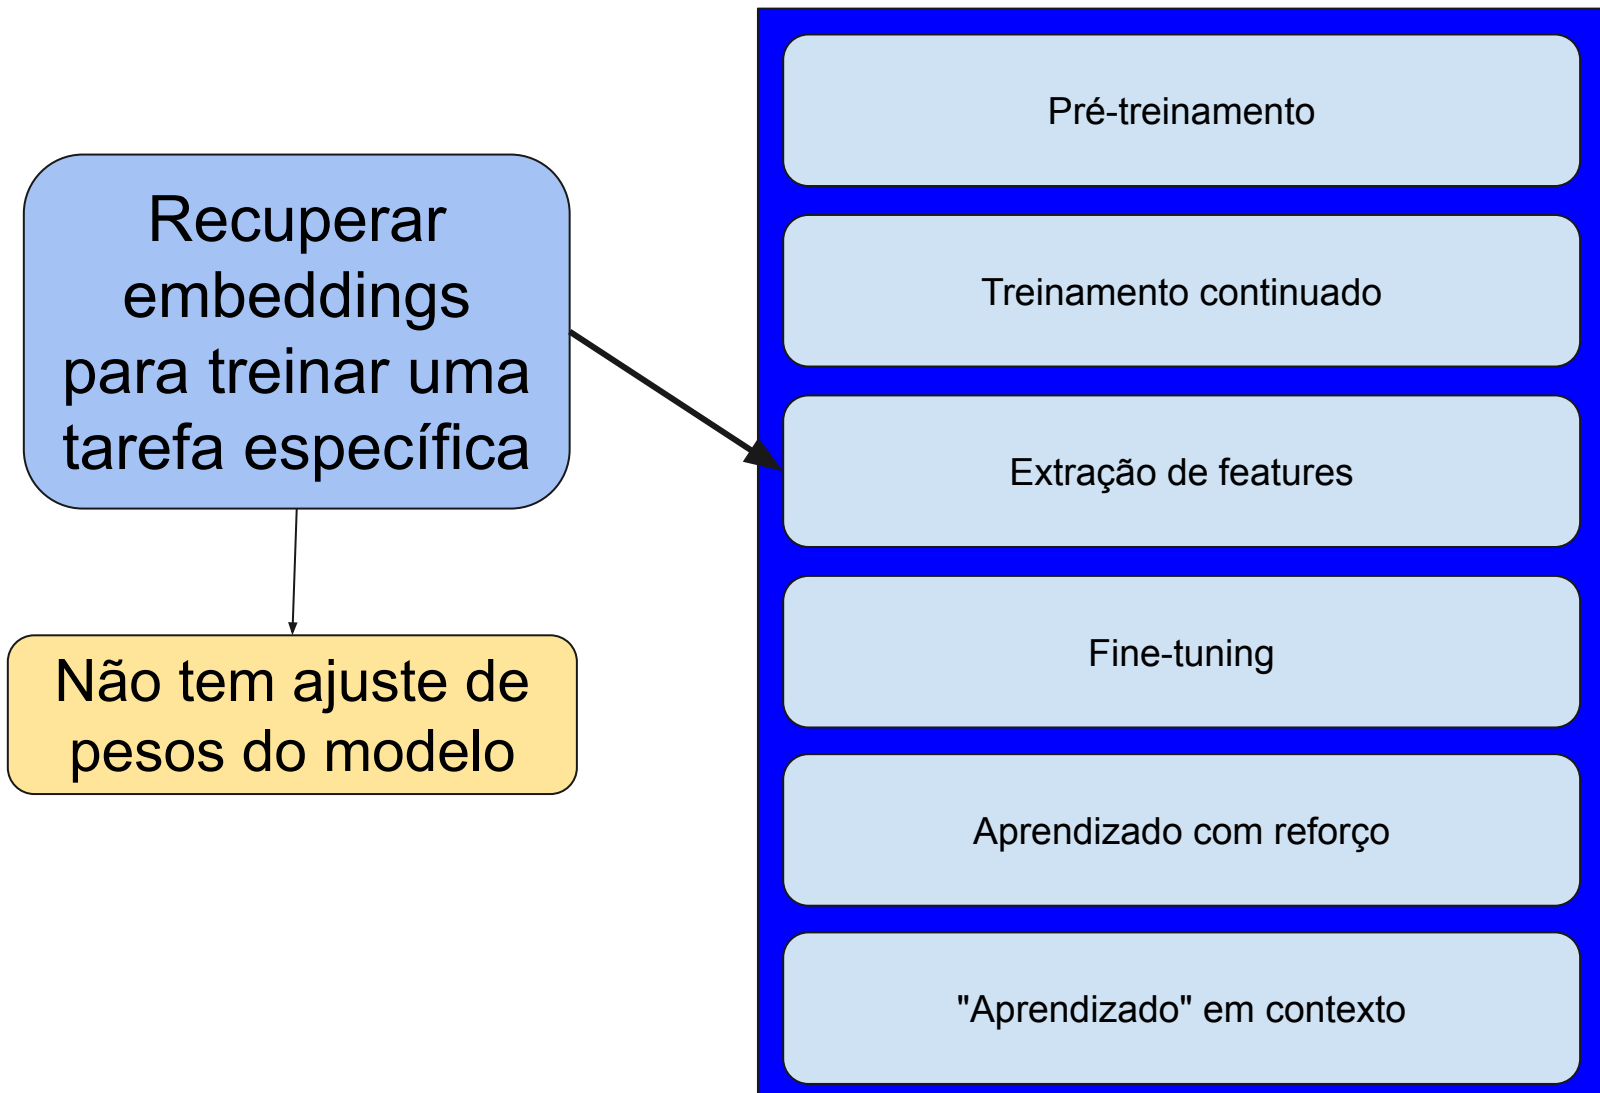 Recuperar
embeddings
para treinar uma
tarefa específica
Não tem ajuste de
pesos do modelo
Pré-treinamento
Treinamento continuado
Extração de features
Fine-tuning
Aprendizado com reforço
"Aprendizado" em contexto